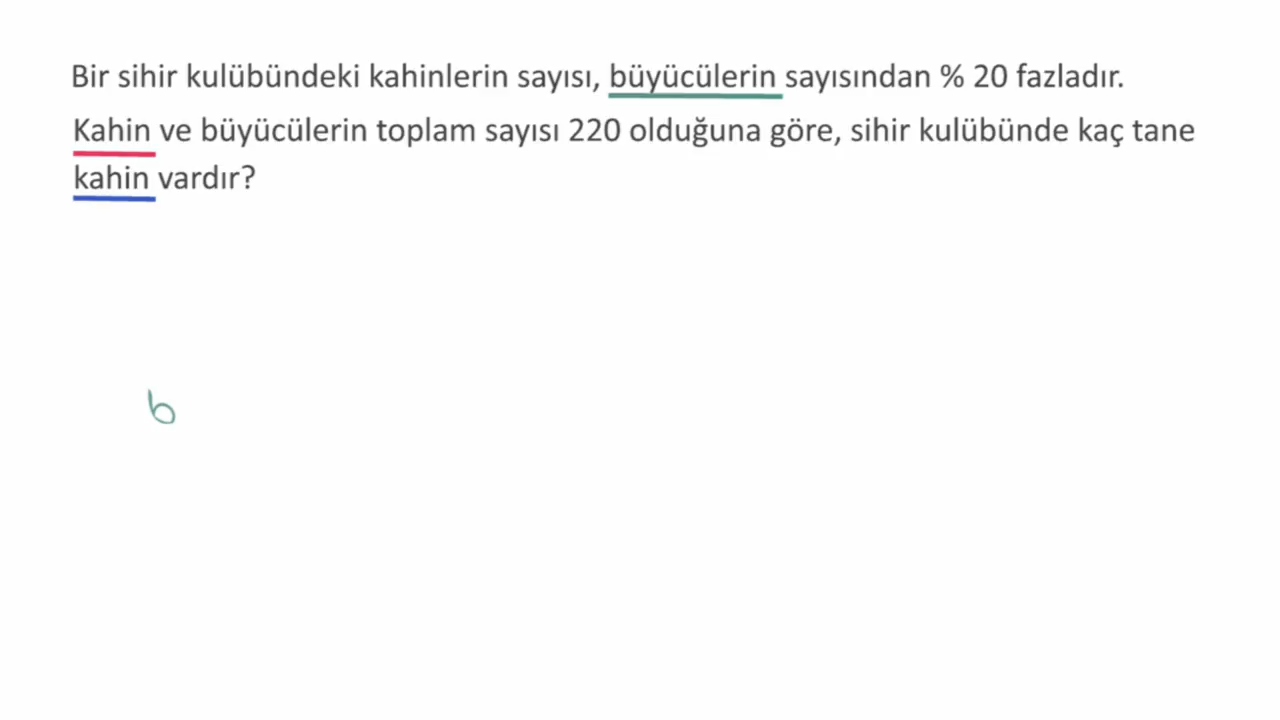 Bir sihir kulübündeki kahinlerin sayısı, büyücülerin sayısından % 20 fazladır.
Kahin ve büyücülerin toplam sayısı 220 olduğuna göre, sihir kulübünde kaç tane
kahin vardır?
b